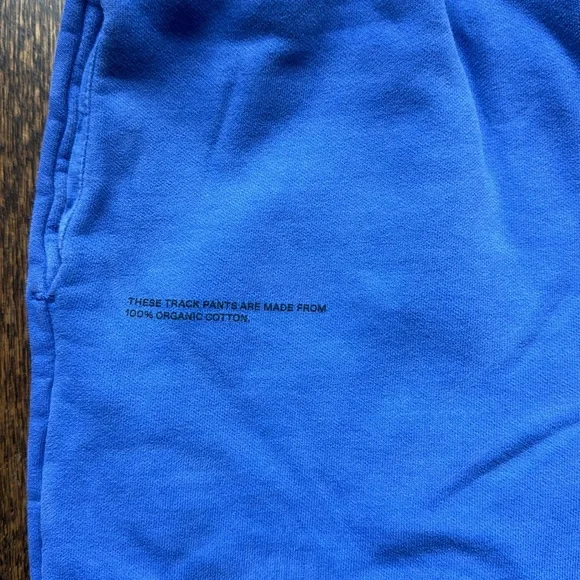 THESE TRACK PANTS ARE MADE FROM
100% ORGANIC COTTON.